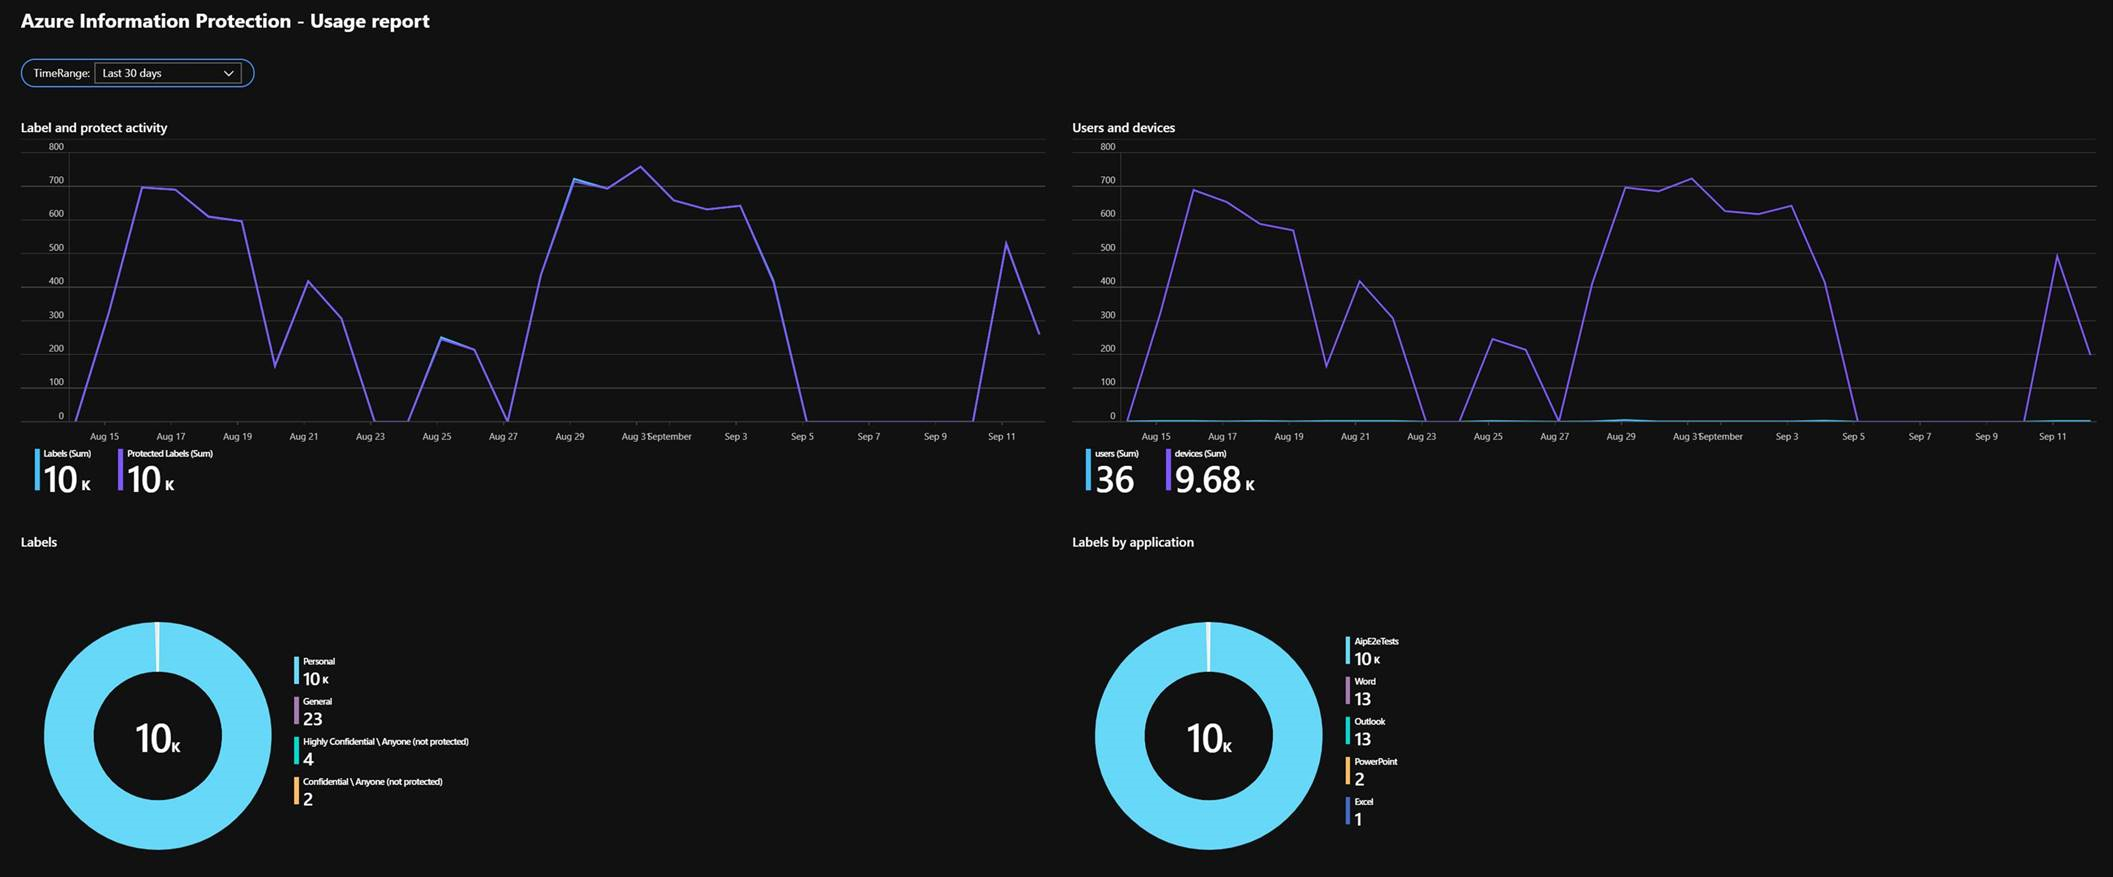 Azure Information Protection - Usage report
TimeRange: Last 30 days
Label and protect activity
800
700
600
500
400
300
200
100
0
Aug 15 Aug 17 Aug 19 Aug 21 Aug 23 Aug 25 Aug 27 Aug 29 Aug 31 September Sep 3 Sep 5 Sep 7 Sep 9 Sep 11
Labels (Sum) Protected Labels (Sum)
10 K 10 K
Users and devices
800
700
600
500
400
300
200
100
0
Aug 15 Aug 17 Aug 19 Aug 21 Aug 23 Aug 25 Aug 27 Aug 29 Aug 31 September Sep 3 Sep 5 Sep 7 Sep 9 Sep 11
users (Sum) devices (Sum)
36 9.68 K
Labels
10K
Personal
10 K
General
23
Highly Confidential \ Anyone (not protected)
4
Confidential \ Anyone (not protected)
2
Labels by application
10K
AipE2eTests
10 K
Word
13
Outlook
13
PowerPoint
2
Excel
1